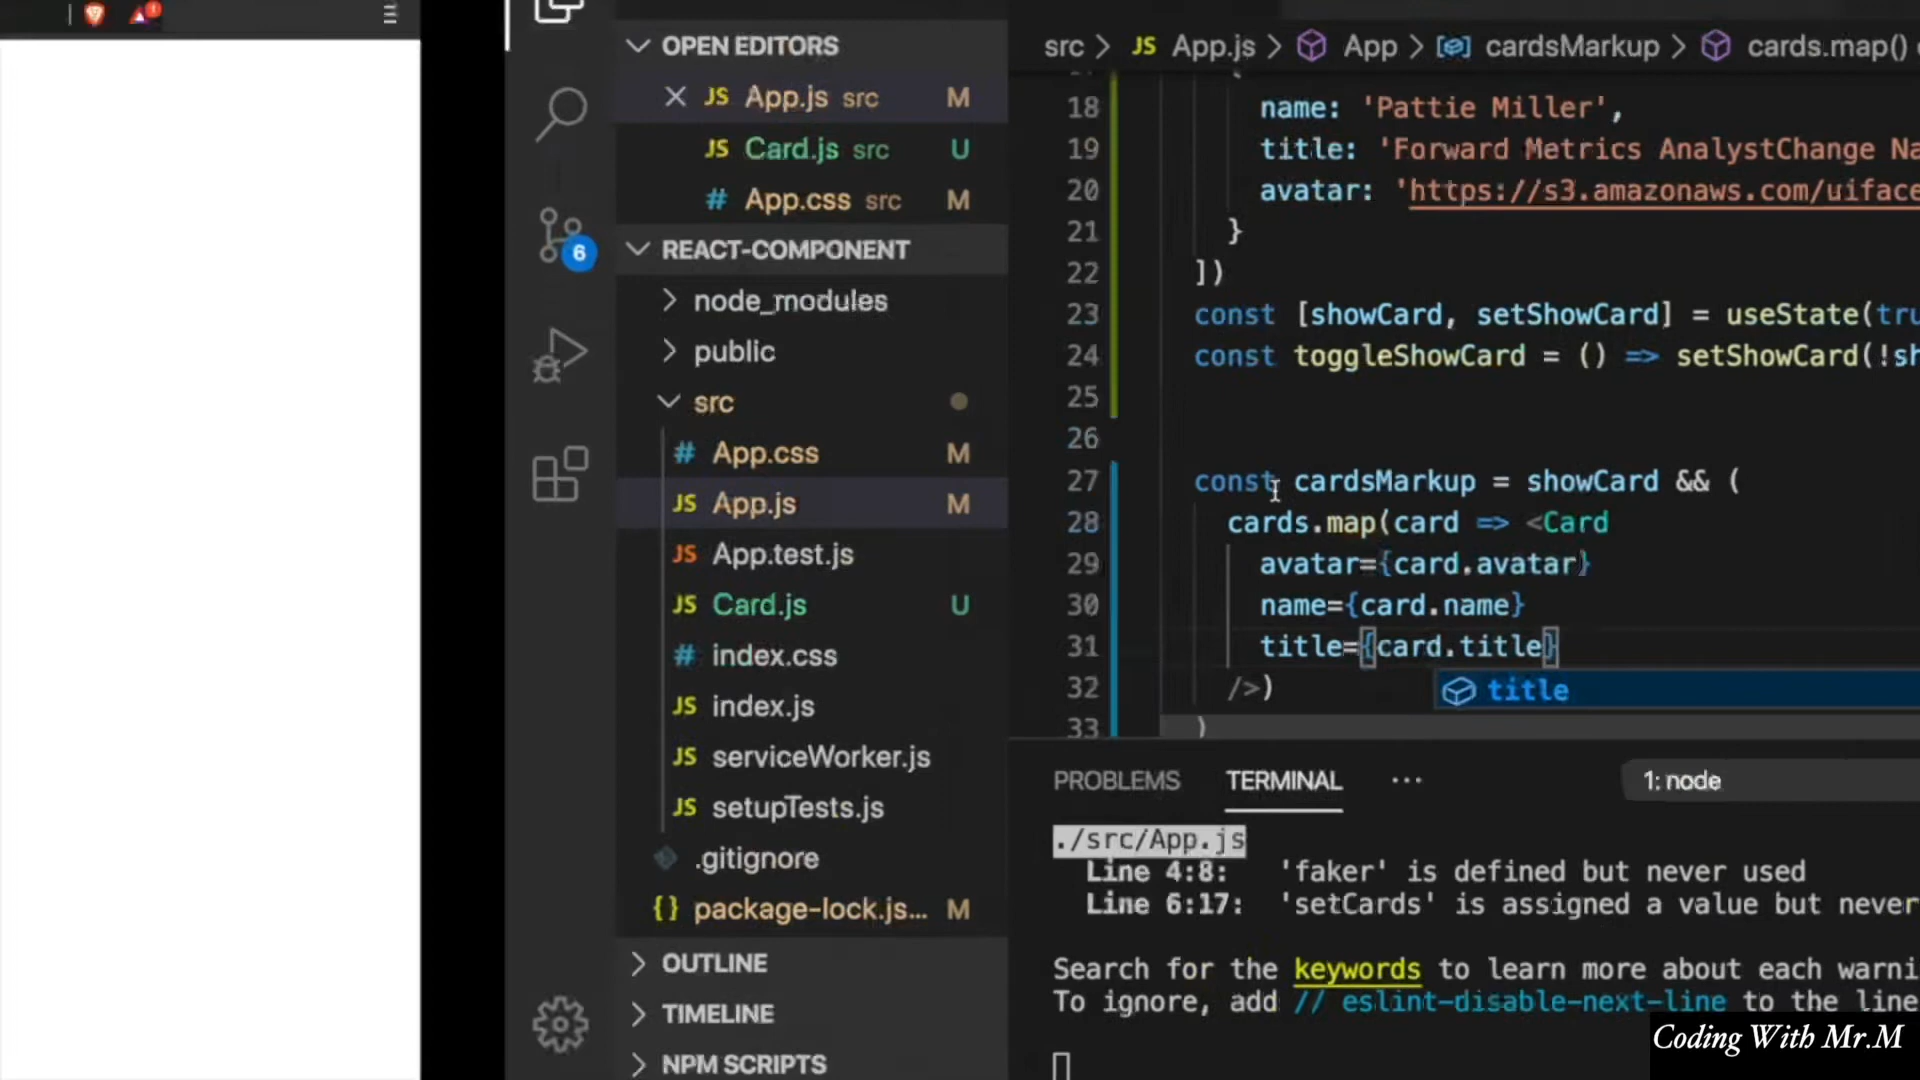 OPEN EDITORS
JS App.js src M
JS Card.js src U
# App.css src M
REACT-COMPONENT
node_modules
public
src
# App.css M
JS App.js M
JS App.test.js
JS Card.js U
# index.css
JS index.js
JS serviceWorker.js
JS setupTests.js
.gitignore
{} package-lock.js... M
OUTLINE
TIMELINE
NPM SCRIPTS
6
src > JS App.js > App > cardsMarkup > cards.map()
18 name: 'Pattie Miller',
19 title: 'Forward Metrics AnalystChange Na
20 avatar: 'https://s3.amazonaws.com/uiface
21 }
22 ])
23 const [showCard, setShowCard] = useState(tru
24 const toggleShowCard = () => setShowCard(!sh
25
26
27 const cardsMarkup = showCard && (
28 cards.map(card => <Card
29 avatar={card.avatar}
30 name={card.name}
31 title={card.title}
32 />)
title
33 )
PROBLEMS TERMINAL ... 1: node
./src/App.js
Line 4:8: 'faker' is defined but never used
Line 6:17: 'setCards' is assigned a value but never
Search for the keywords to learn more about each warni
To ignore, add // eslint-disable-next-line to the line
Coding With Mr.M